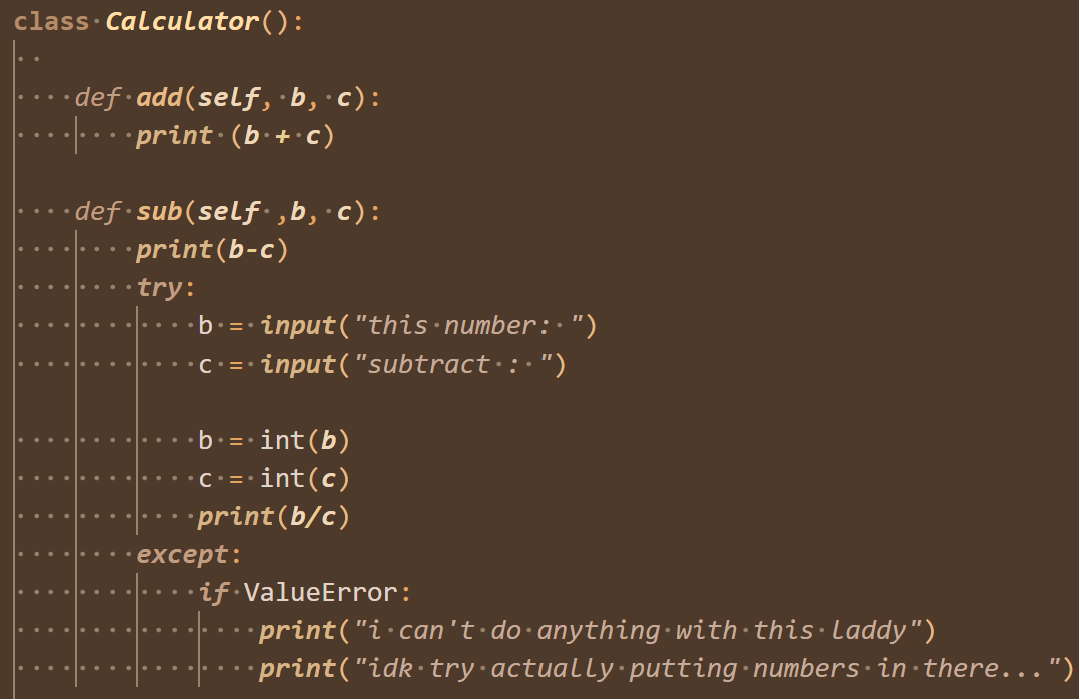 class Calculator():
    def add(self, b, c):
        print (b + c)
    def sub(self ,b, c):
        print(b-c)
        try:
            b = input("this number: ")
            c = input("subtract : ")
            b = int(b)
            c = int(c)
            print(b/c)
        except:
            if ValueError:
                print("i can't do anything with this laddy")
                print("idk try actually putting numbers in there...")